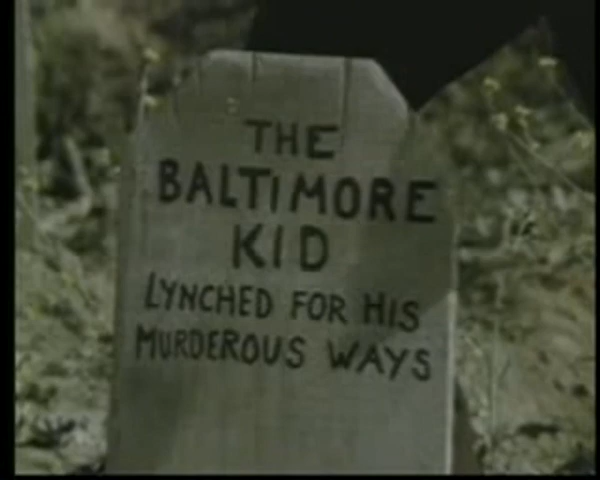 THE
BALTIMORE
KID
LYNCHED FOR HIS
MURDEROUS WAYS